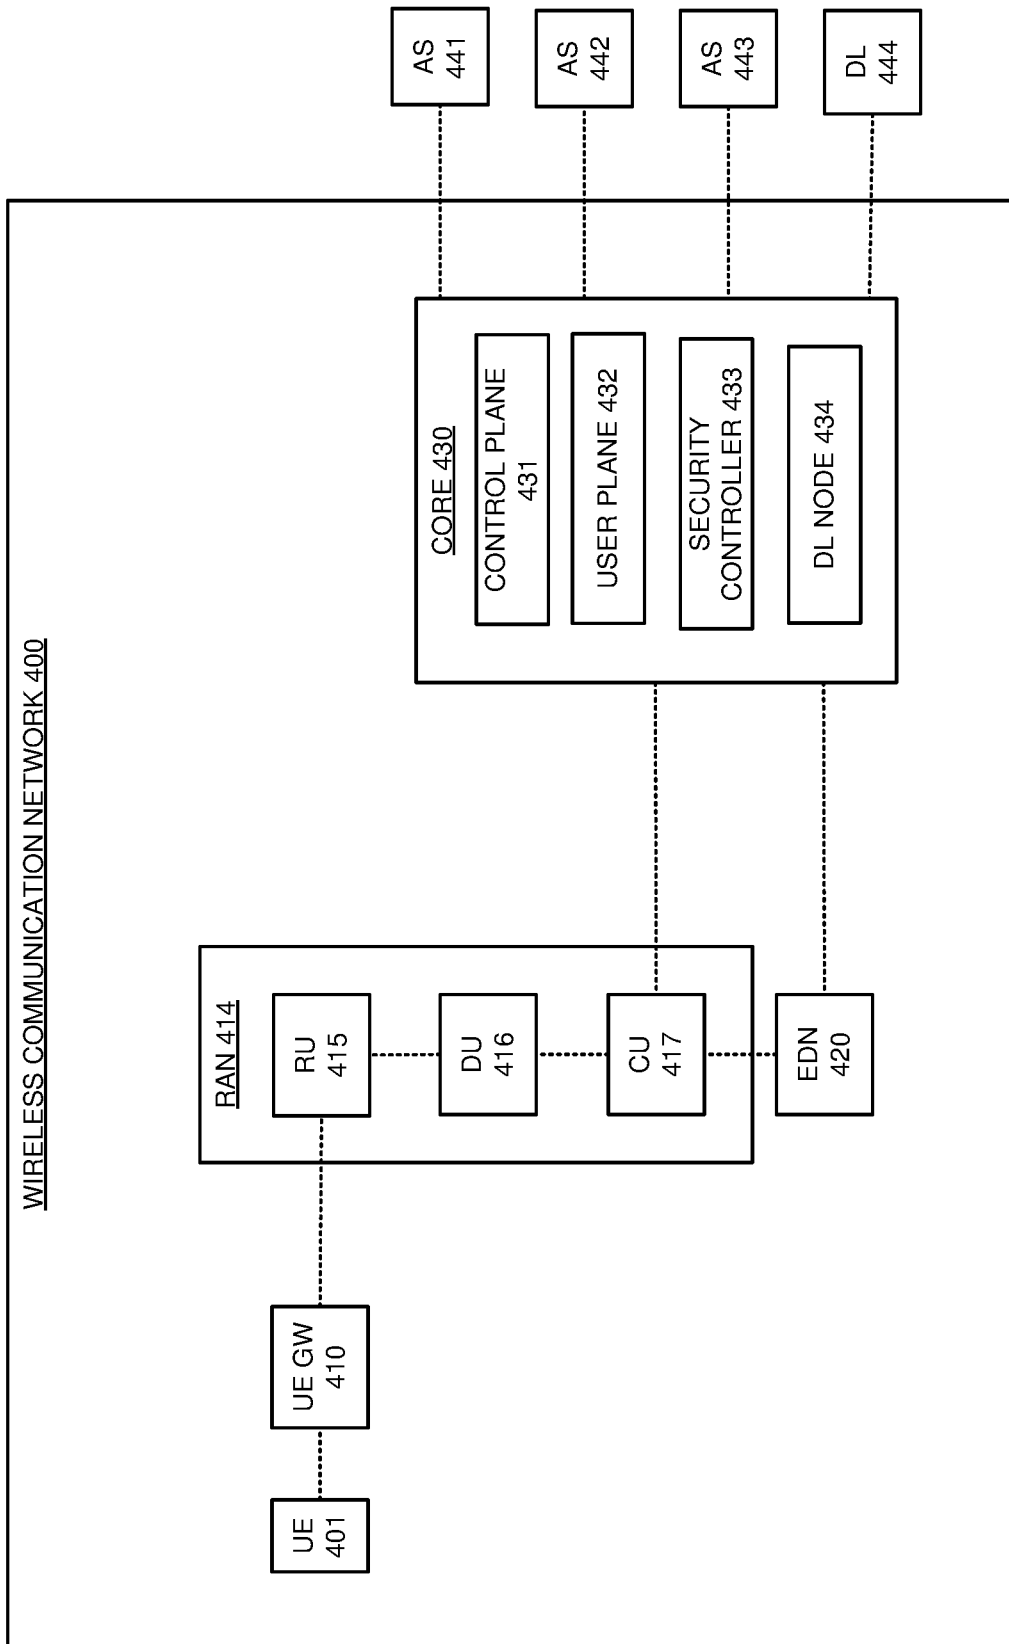 WIRELESS COMMUNICATION NETWORK 400
UE
401
UE GW
410
RAN 414
RU
415
DU
416
CU
417
EDN
420
CORE 430
CONTROL PLANE
431
USER PLANE 432
SECURITY
CONTROLLER 433
DL NODE 434
AS
441
AS
442
AS
443
DL
444